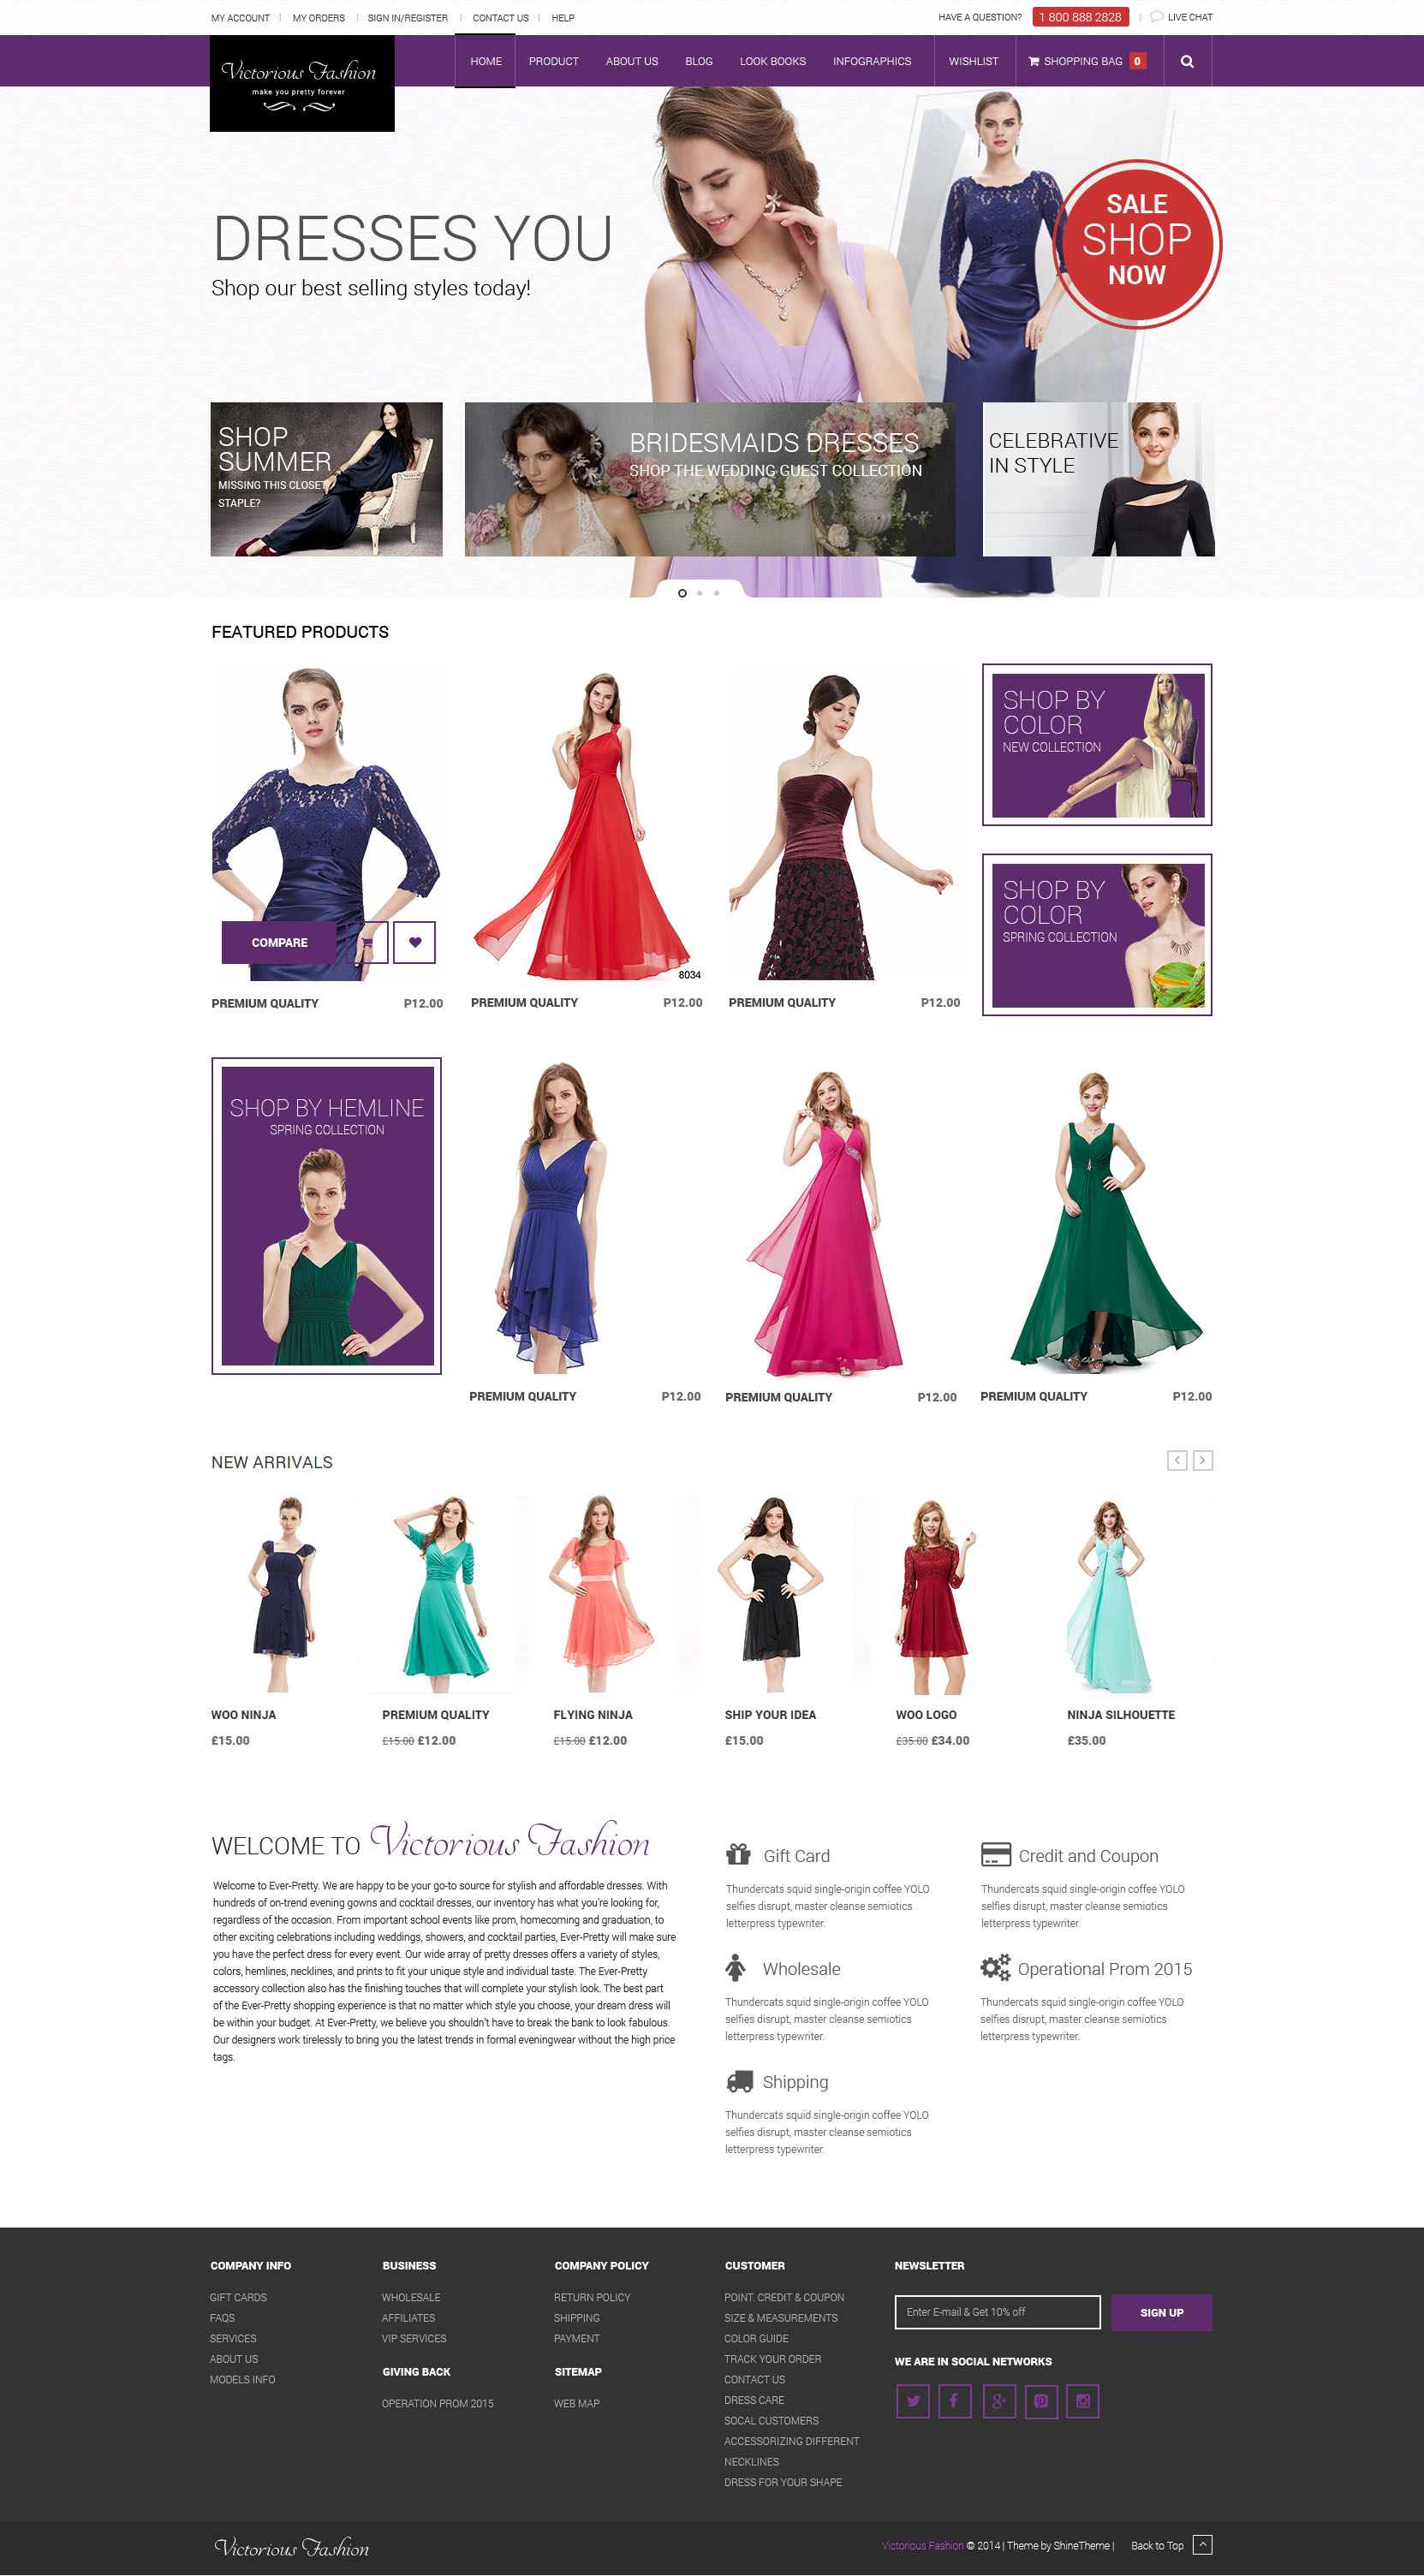 MY ACCOUNT | MY ORDERS | SIGN IN/REGISTER | CONTACT US | HELP
HAVE A QUESTION? 1 800 888 2828 | LIVE CHAT
Victorious Fashion
make you pretty forever
HOME PRODUCT ABOUT US BLOG LOOK BOOKS INFOGRAPHICS WISHLIST SHOPPING BAG 0
DRESSES YOU
Shop our best selling styles today!
SALE
SHOP
NOW
SHOP
SUMMER
MISSING THIS CLOSET
STAPLE?
BRIDESMAIDS DRESSES
SHOP THE WEDDING GUEST COLLECTION
CELEBRATIVE
IN STYLE
FEATURED PRODUCTS
COMPARE
PREMIUM QUALITY P12.00
8034
PREMIUM QUALITY P12.00
PREMIUM QUALITY P12.00
SHOP BY
COLOR
NEW COLLECTION
SHOP BY
COLOR
SPRING COLLECTION
SHOP BY HEMLINE
SPRING COLLECTION
PREMIUM QUALITY P12.00
PREMIUM QUALITY P12.00
PREMIUM QUALITY P12.00
NEW ARRIVALS
WOO NINJA
£15.00
PREMIUM QUALITY
£15.00 £12.00
FLYING NINJA
£15.00 £12.00
SHIP YOUR IDEA
£15.00
WOO LOGO
£35.00 £34.00
NINJA SILHOUETTE
£35.00
WELCOME TO Victorious Fashion
Welcome to Ever-Pretty. We are happy to be your go-to source for stylish and affordable dresses. With
hundreds of on-trend evening gowns and cocktail dresses, our inventory has what you're looking for,
regardless of the occasion. From important school events like prom, homecoming and graduation, to
other exciting celebrations including weddings, showers, and cocktail parties, Ever-Pretty will make sure
you have the perfect dress for every event. Our wide array of pretty dresses offers a variety of styles,
colors, hemlines, necklines, and prints to fit your unique style and individual taste. The Ever-Pretty
accessory collection also has the finishing touches that will complete your stylish look. The best part
of the Ever-Pretty shopping experience is that no matter which style you choose, your dream dress will
be within your budget. At Ever-Pretty, we believe you shouldn't have to break the bank to look fabulous.
Our designers work tirelessly to bring you the latest trends in formal eveningwear without the high price
tags.
Gift Card
Thundercats squid single-origin coffee YOLO
selfies disrupt, master cleanse semiotics
letterpress typewriter.
Credit and Coupon
Thundercats squid single-origin coffee YOLO
selfies disrupt, master cleanse semiotics
letterpress typewriter.
Wholesale
Thundercats squid single-origin coffee YOLO
selfies disrupt, master cleanse semiotics
letterpress typewriter.
Operational Prom 2015
Thundercats squid single-origin coffee YOLO
selfies disrupt, master cleanse semiotics
letterpress typewriter.
Shipping
Thundercats squid single-origin coffee YOLO
selfies disrupt, master cleanse semiotics
letterpress typewriter.
COMPANY INFO
GIFT CARDS
FAQS
SERVICES
ABOUT US
MODELS INFO
BUSINESS
WHOLESALE
AFFILIATES
VIP SERVICES
GIVING BACK
OPERATION PROM 2015
COMPANY POLICY
RETURN POLICY
SHIPPING
PAYMENT
SITEMAP
WEB MAP
CUSTOMER
POINT. CREDIT & COUPON
SIZE & MEASUREMENTS
COLOR GUIDE
TRACK YOUR ORDER
CONTACT US
DRESS CARE
SOCAL CUSTOMERS
ACCESSORIZING DIFFERENT
NECKLINES
DRESS FOR YOUR SHAPE
NEWSLETTER
Enter E-mail & Get 10% off
SIGN UP
WE ARE IN SOCIAL NETWORKS
Victorious Fashion
Victorious Fashion © 2014 | Theme by ShineTheme | Back to Top